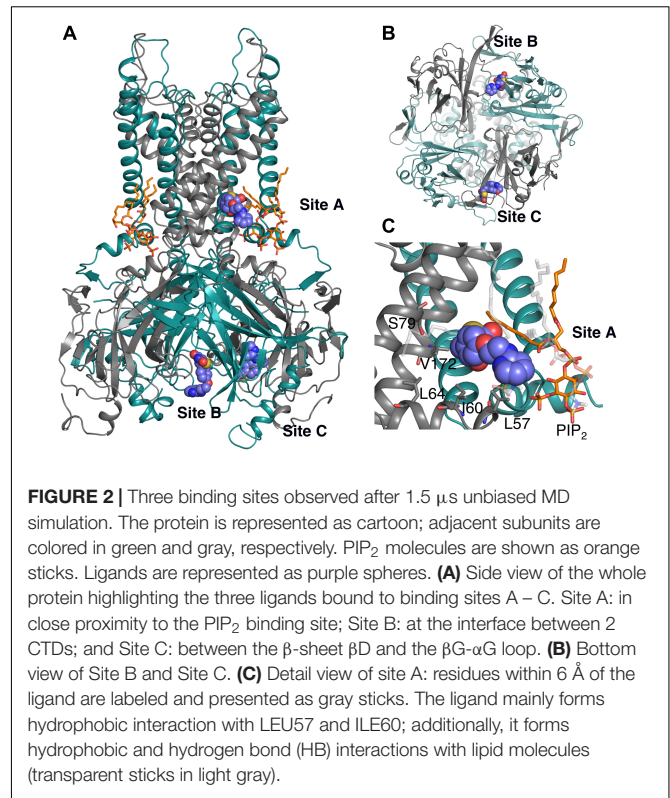 A
Site A
Site B
Site C
B
Site B
Site C
C
Site A
S79
V172
L64
I60
L57
PIP₂
FIGURE 2 | Three binding sites observed after 1.5 μs unbiased MD
simulation. The protein is represented as cartoon; adjacent subunits are
colored in green and gray, respectively. PIP₂ molecules are shown as orange
sticks. Ligands are represented as purple spheres. (A) Side view of the whole
protein highlighting the three ligands bound to binding sites A – C. Site A: in
close proximity to the PIP₂ binding site; Site B: at the interface between 2
CTDs; and Site C: between the β-sheet βD and the βG-αG loop. (B) Bottom
view of Site B and Site C. (C) Detail view of site A: residues within 6 Å of the
ligand are labeled and presented as gray sticks. The ligand mainly forms
hydrophobic interaction with LEU57 and ILE60; additionally, it forms
hydrophobic and hydrogen bond (HB) interactions with lipid molecules
(transparent sticks in light gray).